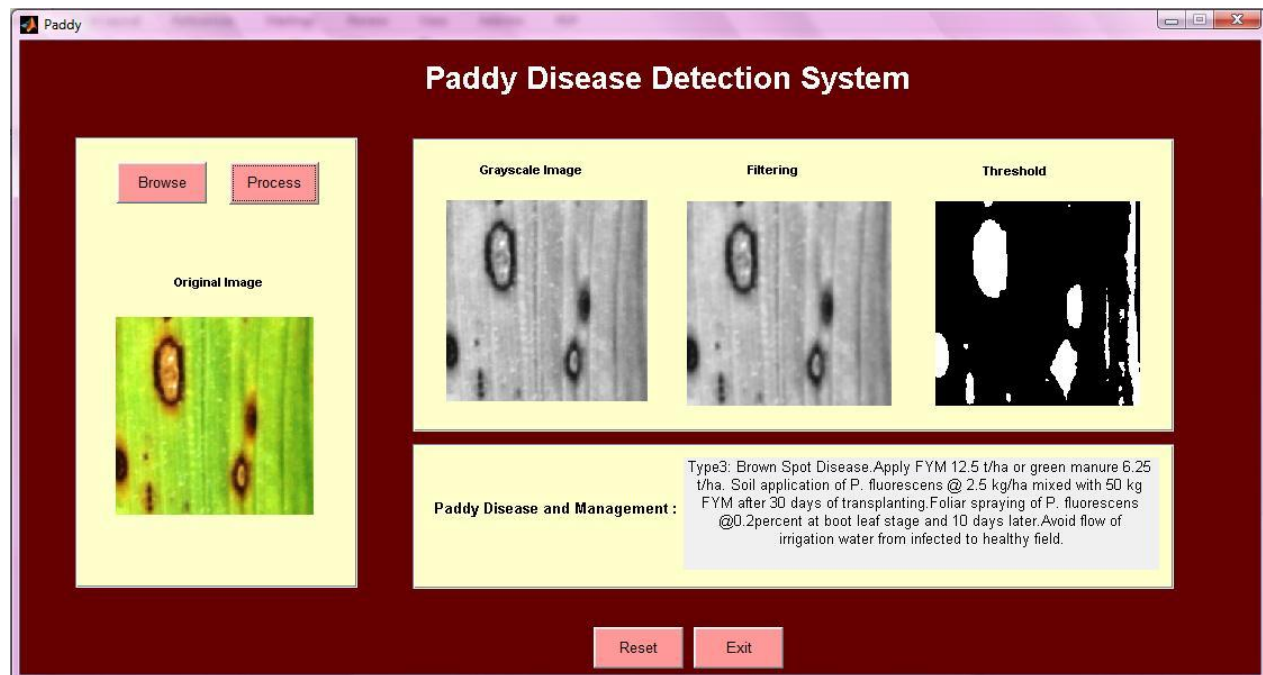 Paddy
Paddy Disease Detection System
Browse
Process
Original Image
Grayscale Image
Filtering
Threshold
Paddy Disease and Management :
Type3: Brown Spot Disease.Apply FYM 12.5 t/ha or green manure 6.25
t/ha. Soil application of P. fluorescens @ 2.5 kg/ha mixed with 50 kg
FYM after 30 days of transplanting.Foliar spraying of P. fluorescens
@0.2percent at boot leaf stage and 10 days later.Avoid flow of
irrigation water from infected to healthy field.
Reset
Exit